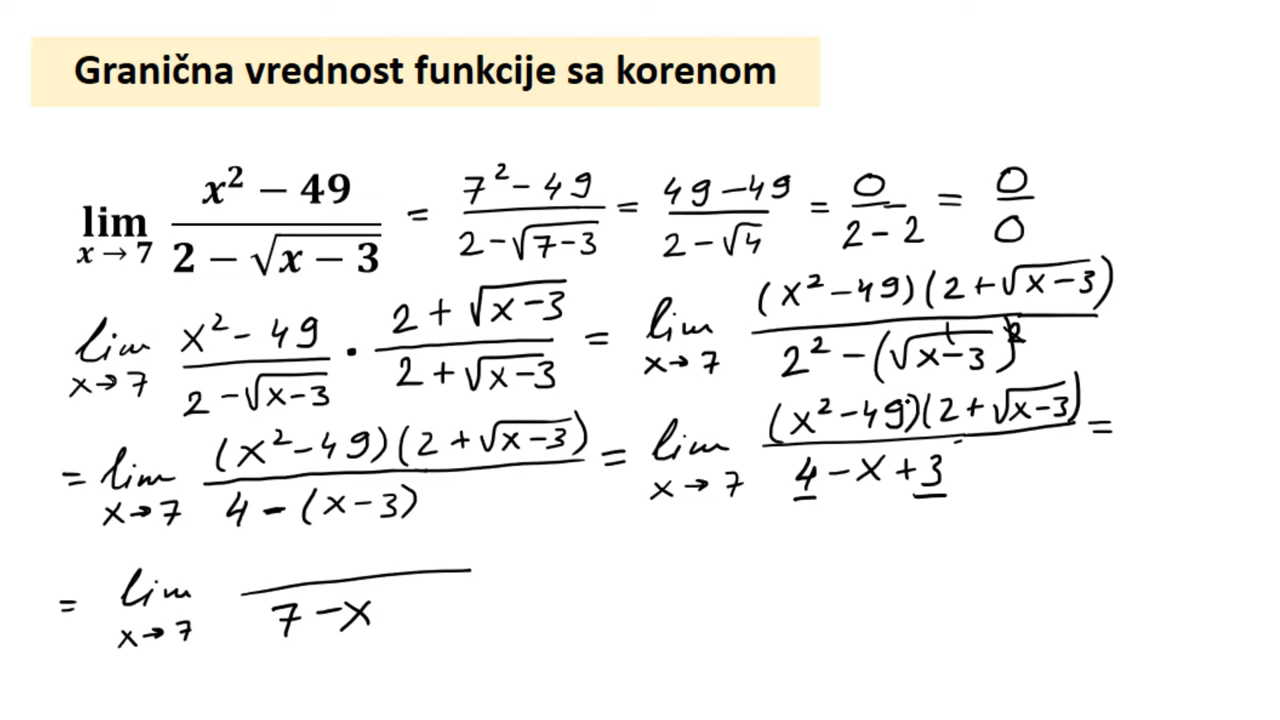 Granična vrednost funkcije sa korenom
lim x→7 (x² − 49)/(2 − √(x − 3)) = (7² − 49)/(2 − √(7 − 3)) = (49 − 49)/(2 − √4) = 0/(2 − 2) = 0/0
lim x→7 (x² − 49)/(2 − √(x − 3)) · (2 + √(x − 3))/(2 + √(x − 3)) = lim x→7 ((x² − 49)(2 + √(x − 3)))/(2² − (√(x − 3))²)
= lim x→7 ((x² − 49)(2 + √(x − 3)))/(4 − (x − 3)) = lim x→7 ((x² − 49)(2 + √(x − 3)))/(4 − x + 3) =
= lim x→7 /(7 − x)